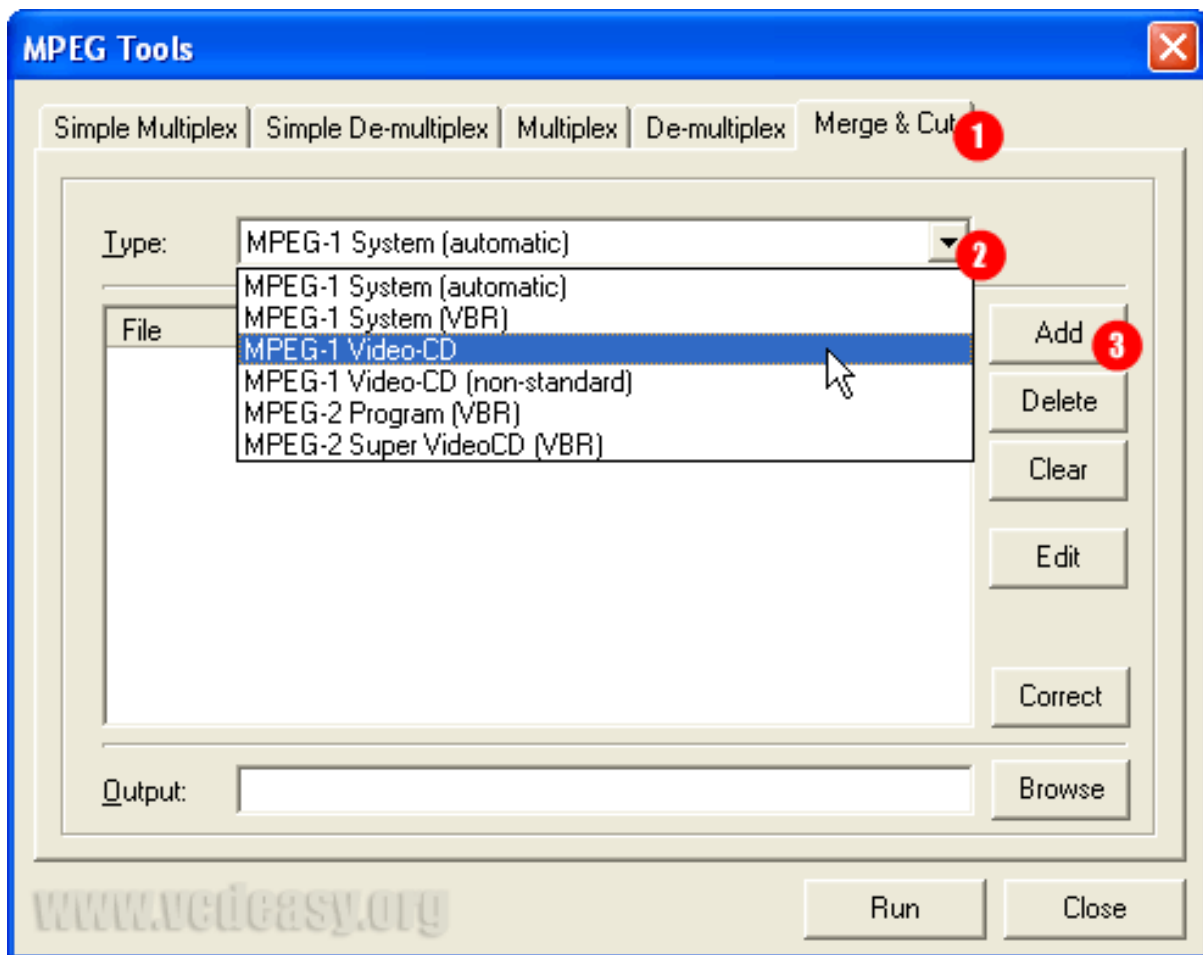 MPEG Tools
Simple Multiplex
Simple De-multiplex
Multiplex
De-multiplex
Merge & Cut
1
Type:
MPEG-1 System (automatic)
2
MPEG-1 System (automatic)
MPEG-1 System (VBR)
MPEG-1 Video-CD
MPEG-1 Video-CD (non-standard)
MPEG-2 Program (VBR)
MPEG-2 Super VideoCD (VBR)
File
Add
3
Delete
Clear
Edit
Correct
Output:
Browse
www.vcdeasy.org
Run
Close